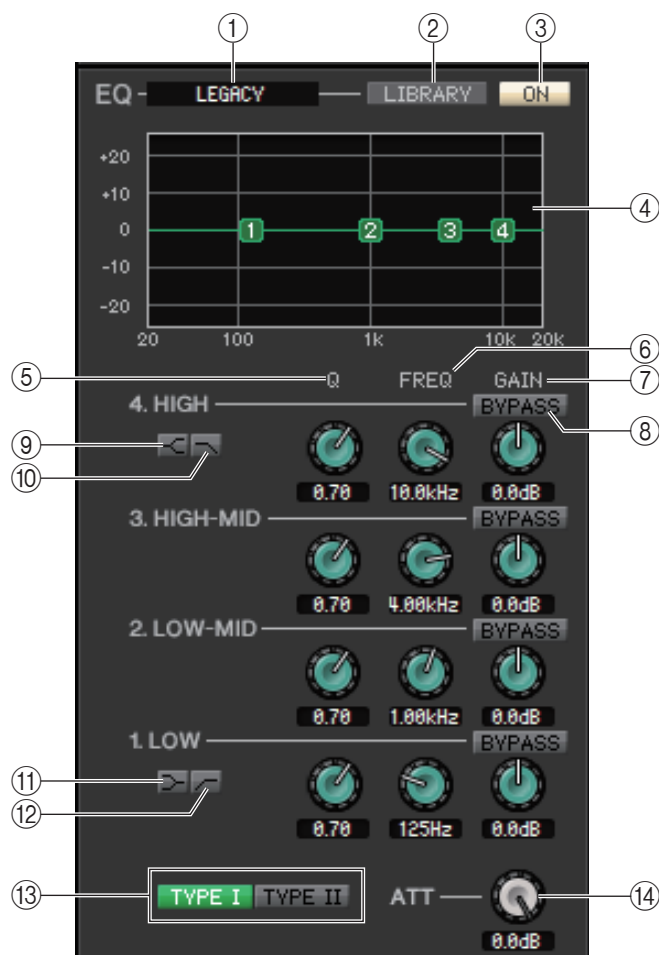 ① ② ③
EQ LEGACY LIBRARY ON
+20
+10
0
-10
-20
1 2 3 4
④
20 100 1k 10k 20k
⑤ Q FREQ GAIN ⑥ ⑦
4. HIGH BYPASS ⑧
⑨
⑩
0.70 10.0kHz 0.0dB
3. HIGH-MID BYPASS
0.70 4.00kHz 0.0dB
2. LOW-MID BYPASS
0.70 1.00kHz 0.0dB
1. LOW BYPASS
⑪
⑫
0.70 125Hz 0.0dB
⑬ TYPE I TYPE II ATT ⑭
0.0dB